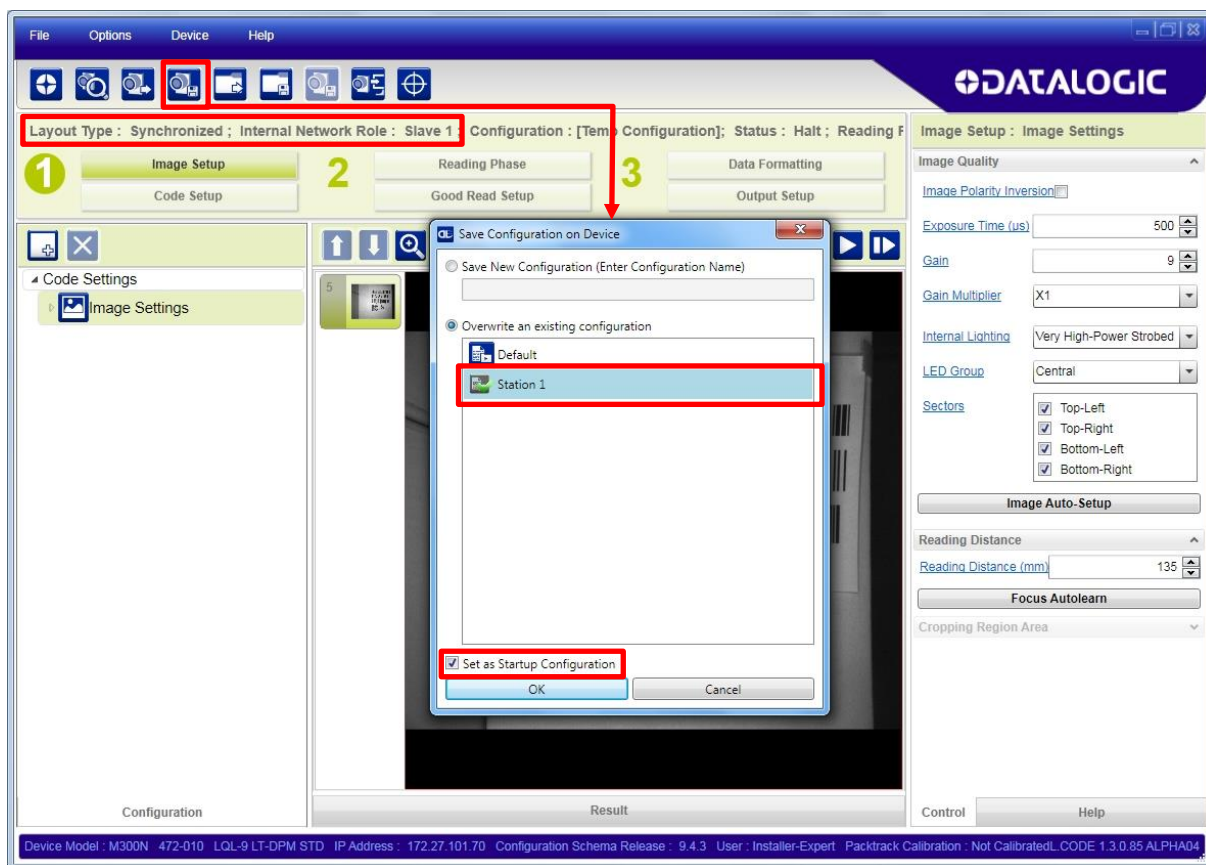 File Options Device Help
DATALOGIC
Layout Type : Synchronized ; Internal Network Role : Slave 1 ; Configuration : [Temp Configuration]; Status : Halt ; Reading F
1 Image Setup 2 Reading Phase 3 Data Formatting
Code Setup Good Read Setup Output Setup
Code Settings
Image Settings
5
Save Configuration on Device
Save New Configuration (Enter Configuration Name)
Overwrite an existing configuration
Default
Station 1
Set as Startup Configuration
OK Cancel
Image Setup : Image Settings
Image Quality
Image Polarity Inversion
Exposure Time (us) 500
Gain 9
Gain Multiplier X1
Internal Lighting Very High-Power Strobed
LED Group Central
Sectors Top-Left
Top-Right
Bottom-Left
Bottom-Right
Image Auto-Setup
Reading Distance
Reading Distance (mm) 135
Focus Autolearn
Cropping Region Area
Configuration Result Control Help
Device Model : M300N 472-010 LQL-9 LT-DPM STD IP Address : 172.27.101.70 Configuration Schema Release : 9.4.3 User : Installer-Expert Packtrack Calibration : Not CalibratedL.CODE 1.3.0.85 ALPHA04